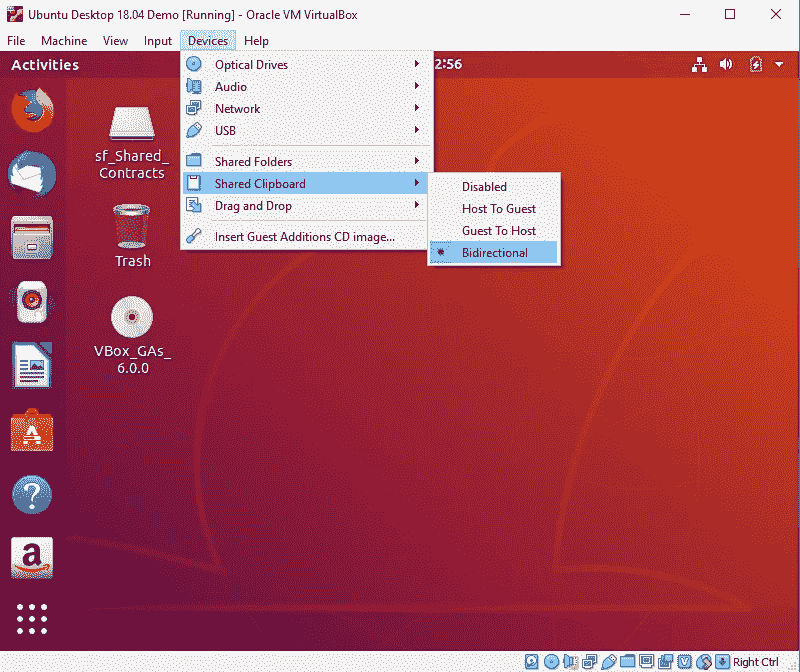 Ubuntu Desktop 18.04 Demo [Running] - Oracle VM VirtualBox
File Machine View Input Devices Help
Activities
2:56
Optical Drives
Audio
Network
USB
Shared Folders
Shared Clipboard
Drag and Drop
Insert Guest Additions CD image...
Disabled
Host To Guest
Guest To Host
Bidirectional
sf_Shared_
Contracts
Trash
VBox_GAs_
6.0.0
Right Ctrl